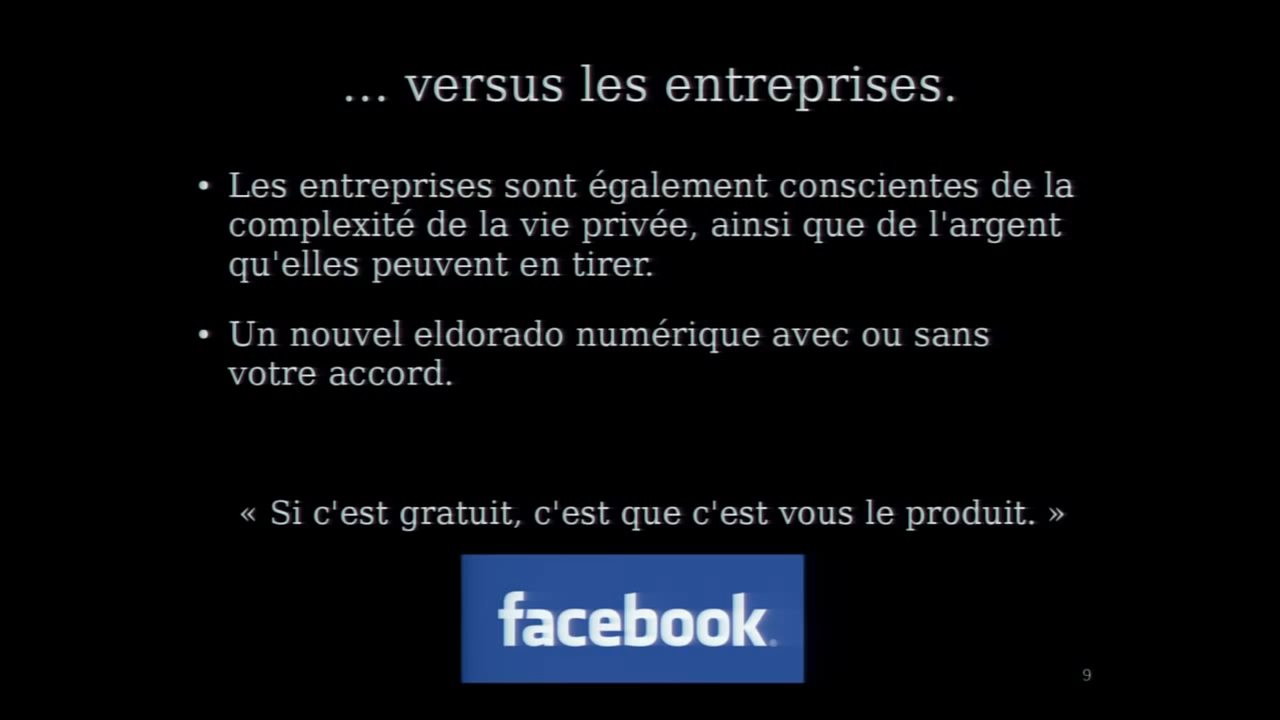 ... versus les entreprises.
• Les entreprises sont également conscientes de la
complexité de la vie privée, ainsi que de l'argent
qu'elles peuvent en tirer.
• Un nouvel eldorado numérique avec ou sans
votre accord.
« Si c'est gratuit, c'est que c'est vous le produit. »
facebook.
9